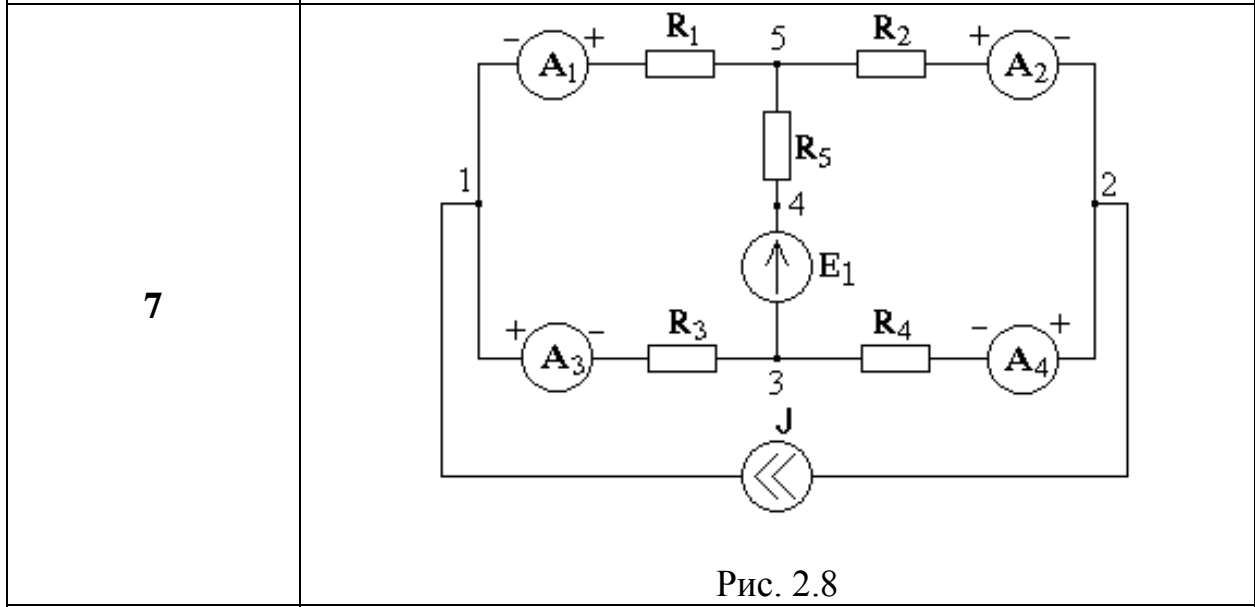 7
- A1 + R1 5 R2 + A2 -
R5
1 4 2
E1
+ A3 - R3 R4 - A4 +
3
J
Рис. 2.8